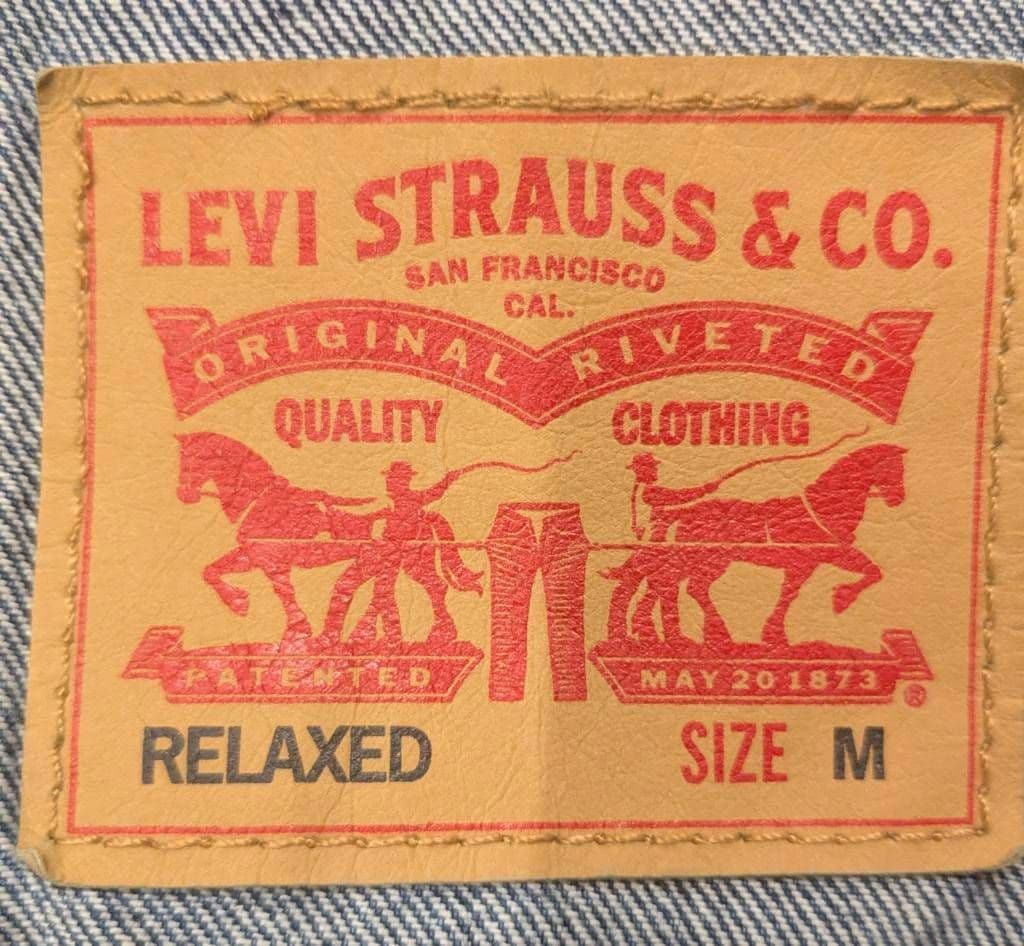 LEVI STRAUSS & CO.
SAN FRANCISCO
CAL.
ORIGINAL RIVETED
QUALITY CLOTHING
PATENTED MAY 20 1873 ®
RELAXED SIZE M